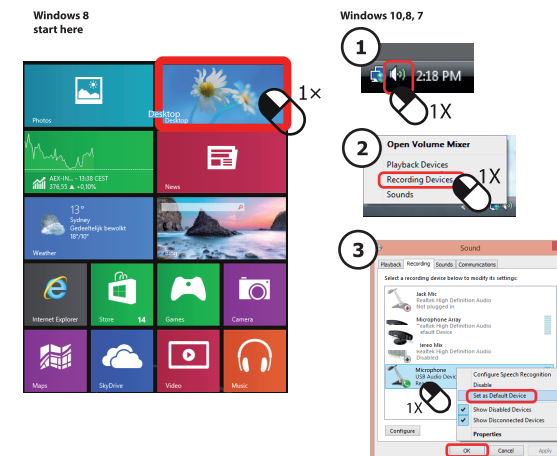 Windows 8
start here
Windows 10,8, 7
Photos
Desktop
Desktop
1×
AEX-IN... - 13:38 CEST
376,55 ▲ +0,10%
News
13°
Sydney
Gedeeltelijk bewolkt
18°/10°
Weather
Internet Explorer
Store
14
Games
Camera
Maps
SkyDrive
Video
Music
1
2:18 PM
1X
2
Open Volume Mixer
Playback Devices
Recording Devices
1X
Sounds
3
Sound
Playback
Recording
Sounds
Communications
Select a recording device below to modify its settings:
Jack Mic
Realtek High Definition Audio
Not plugged in
Microphone Array
Realtek High Definition Audio
Mix
Realtek High Definition Audio
Disabled
Microphone
USB Audio
1X
Configure Speech Recognition
Disable
Set as Default Device
Show Disabled Devices
Show Disconnected Devices
Properties
Configure
OK
Cancel
Apply